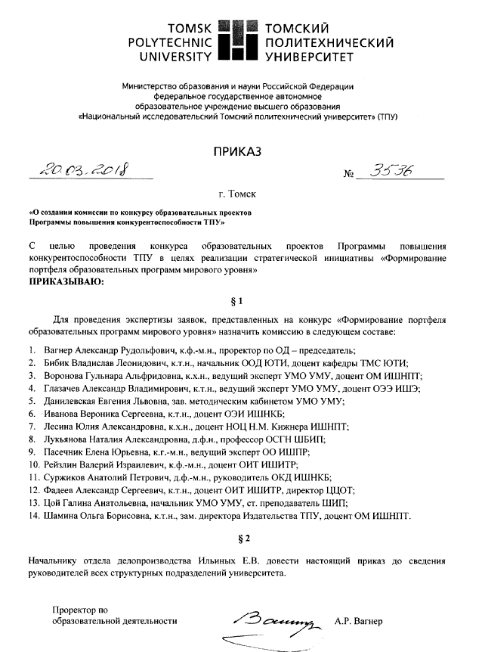 TOMSK
POLYTECHNIC
UNIVERSITY
ТОМСКИЙ
ПОЛИТЕХНИЧЕСКИЙ
УНИВЕРСИТЕТ
Министерство образования и науки Российской Федерации
федеральное государственное автономное
образовательное учреждение высшего образования
«Национальный исследовательский Томский политехнический университет» (ТПУ)
ПРИКАЗ
20.03.2018 № 3536
г. Томск
«О создании комиссии по конкурсу образовательных проектов
Программы повышения конкурентоспособности ТПУ»
С целью проведения конкурса образовательных проектов Программы повышения
конкурентоспособности ТПУ в целях реализации стратегической инициативы «Формирование
портфеля образовательных программ мирового уровня»
ПРИКАЗЫВАЮ:
§ 1
Для проведения экспертизы заявок, представленных на конкурс «Формирование портфеля
образовательных программ мирового уровня» назначить комиссию в следующем составе:
1. Вагнер Александр Рудольфович, к.ф.-м.н., проректор по ОД – председатель;
2. Бибик Владислав Леонидович, к.т.н., начальник ООД ЮТИ, доцент кафедры ТМС ЮТИ;
3. Воронова Гульнара Альфридовна, к.х.н., ведущий эксперт УМО УМУ, доцент ОМ ИШНПТ;
4. Глазачев Александр Владимирович, к.т.н., ведущий эксперт УМО УМУ, доцент ОЭЭ ИШЭ;
5. Данилевская Евгения Львовна, зав. методическим кабинетом УМО УМУ;
6. Иванова Вероника Сергеевна, к.т.н., доцент ОЭИ ИШНКБ;
7. Лесина Юлия Александровна, к.х.н., доцент НОЦ Н.М. Кижнера ИШНПТ;
8. Лукьянова Наталия Александровна, д.ф.н., профессор ОСГН ШБИП;
9. Пасечник Елена Юрьевна, к.г.-м.н., ведущий эксперт ОО ИШПР;
10. Рейзлин Валерий Израилевич, к.ф.-м.н., доцент ОИТ ИШИТР;
11. Суржиков Анатолий Петрович, д.ф.-м.н., руководитель ОКД ИШНКБ;
12. Фадеев Александр Сергеевич, к.т.н., доцент ОИТ ИШИТР, директор ЦЦОТ;
13. Цой Галина Анатольевна, начальник УМО УМУ, ст. преподаватель ШИП;
14. Шамина Ольга Борисовна, к.т.н., зам. директора Издательства ТПУ, доцент ОМ ИШНПТ.
§ 2
Начальнику отдела делопроизводства Ильиных Е.В. довести настоящий приказ до сведения
руководителей всех структурных подразделений университета.
Проректор по
образовательной деятельности А.Р. Вагнер